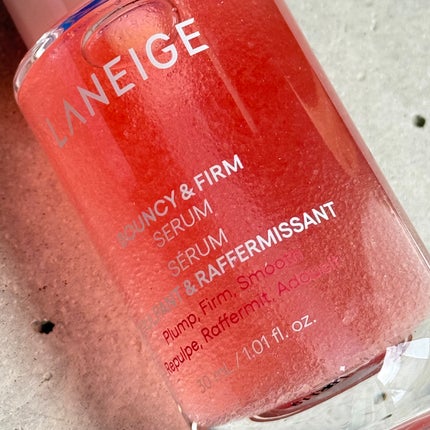 LANEIGE
BOUNCY & FIRM
SERUM
SÉRUM
& RAFFERMISSANT
Plump, Firm, Smooth
Repulpe, Raffermit, Adoucit
30 mL / 1.01 fl. oz.